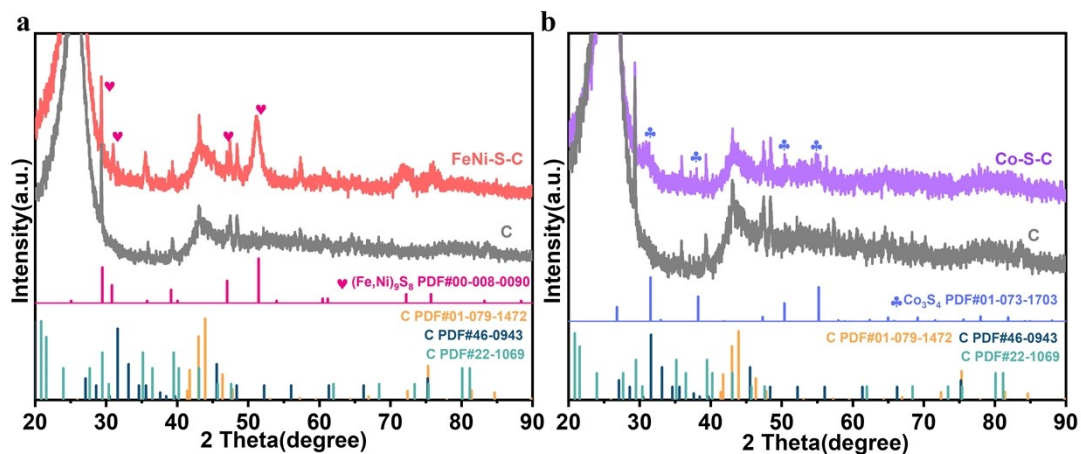 a
FeNi-S-C
C
♥ (Fe,Ni)₉S₈ PDF#00-008-0090
C PDF#01-079-1472
C PDF#46-0943
C PDF#22-1069
Intensity(a.u.)
20 30 40 50 60 70 80 90
2 Theta(degree)
b
Co-S-C
C
♣Co₃S₄ PDF#01-073-1703
C PDF#01-079-1472 C PDF#46-0943
C PDF#22-1069
Intensity(a.u.)
20 30 40 50 60 70 80 90
2 Theta(degree)